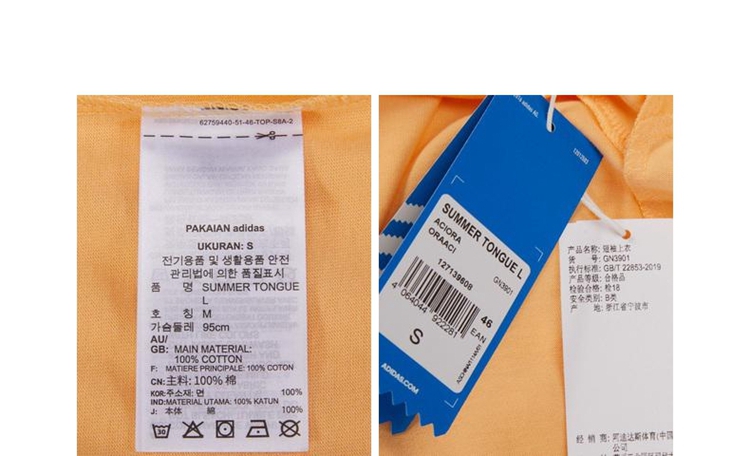 62759440-51-46-TOP-S8A-2
PAKAIAN adidas
UKURAN: S
전기용품 및 생활용품 안전
관리법에 의한 품질표시
품 명 SUMMER TONGUE
L
호 칭 M
가슴둘레 95cm
AU/
GB: MAIN MATERIAL:
100% COTTON
F: MATIERE PRINCIPALE: 100% COTON
CN:主料: 100% 棉
KOR:주소재: 면 100%
IND:MATERIAL UTAMA: 100% KATUN
J: 本体 綿 100%
30
SUMMER TONGUE L
ACIORA
ORAACI
GN3901
127139608
46
4 064044 922281
EAN
S
ADIDAS.COM
产品名称: 短袖上衣
货 号: GN3901
执行标准: GB/T 22853-2019
产品等级: 合格品
检验合格: 检18
安全类别: B类
产 地: 浙江省宁波市
经 销 商: 阿迪达斯体育(中
公司